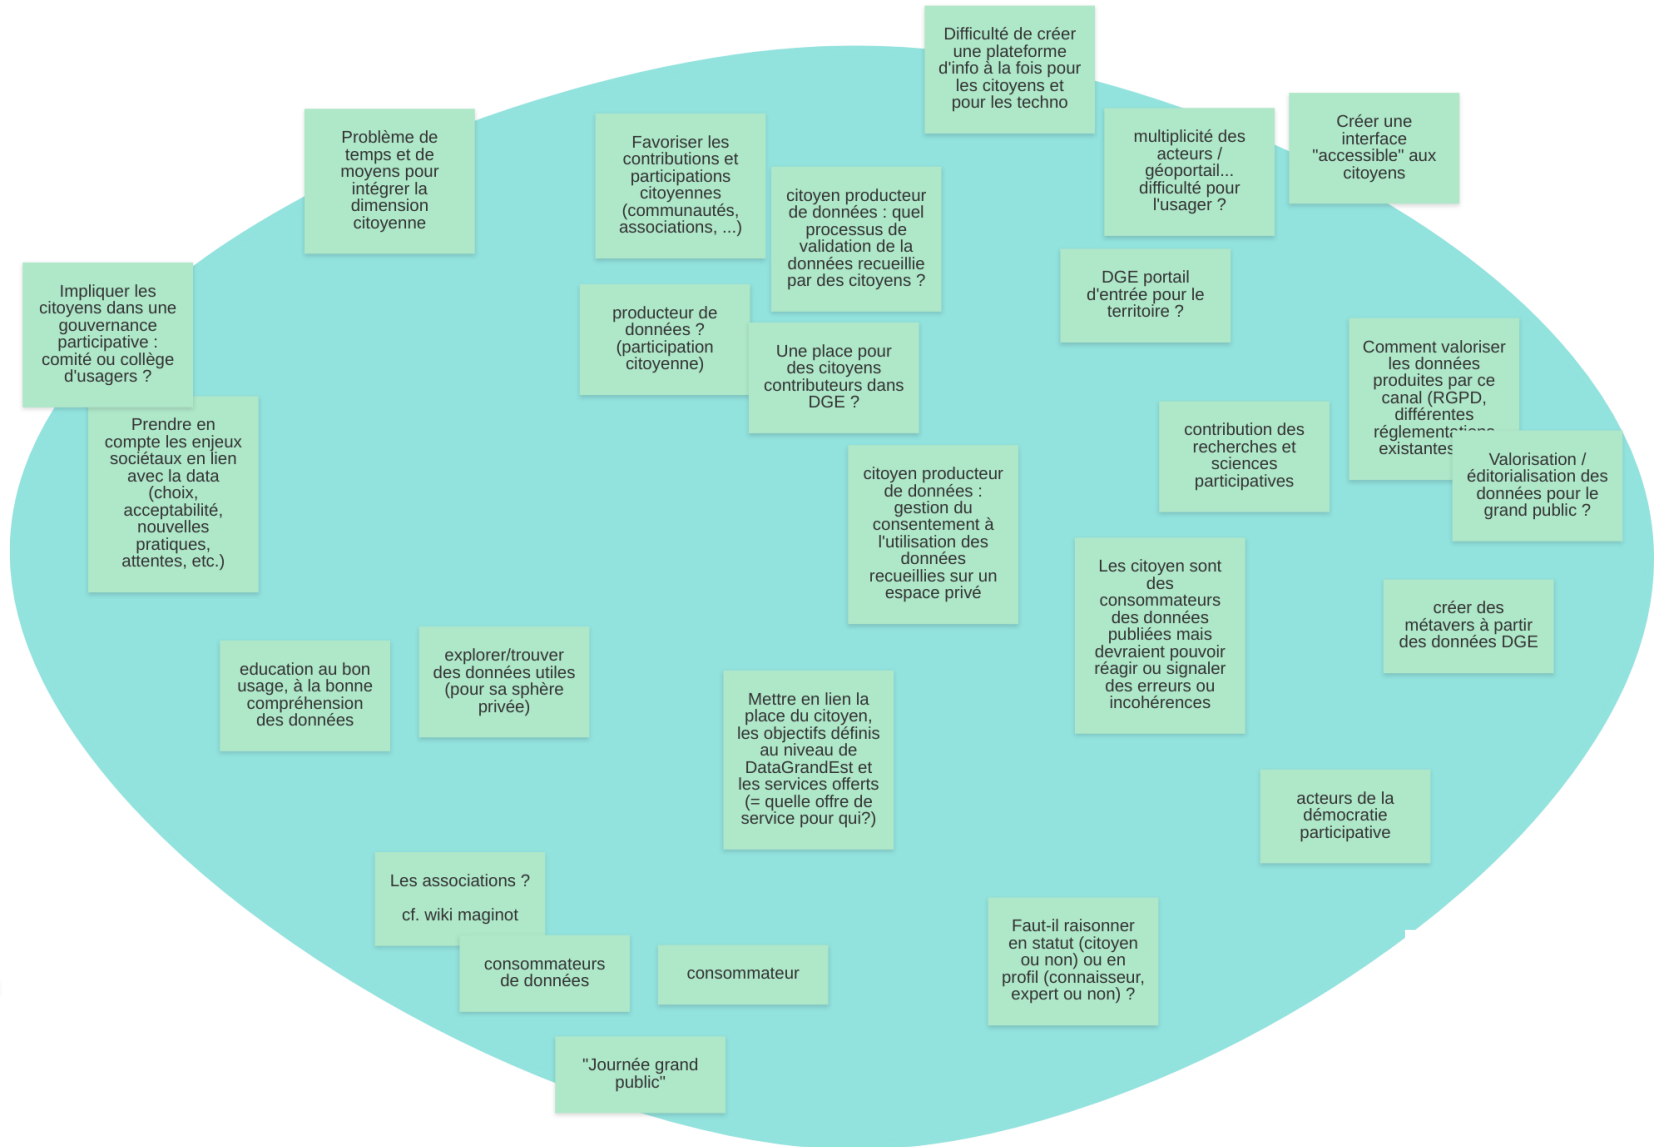 Difficulté de créer
une plateforme
d'info à la fois pour
les citoyens et
pour les techno
Problème de
temps et de
moyens pour
intégrer la
dimension
citoyenne
Favoriser les
contributions et
participations
citoyennes
(communautés,
associations, ...)
citoyen producteur
de données : quel
processus de
validation de la
données recueillie
par des citoyens ?
multiplicité des
acteurs /
géoportail...
difficulté pour
l'usager ?
Créer une
interface
"accessible" aux
citoyens
Impliquer les
citoyens dans une
gouvernance
participative :
comité ou collège
d'usagers ?
Prendre en
compte les enjeux
sociétaux en lien
avec la data
(choix,
acceptabilité,
nouvelles
pratiques,
attentes, etc.)
producteur de
données ?
(participation
citoyenne)
Une place pour
des citoyens
contributeurs dans
DGE ?
DGE portail
d'entrée pour le
territoire ?
Comment valoriser
les données
produites par ce
canal (RGPD,
différentes
réglementations
existantes
Valorisation /
éditorialisation des
données pour le
grand public ?
contribution des
recherches et
sciences
participatives
citoyen producteur
de données :
gestion du
consentement à
l'utilisation des
données
recueillies sur un
espace privé
Les citoyen sont
des
consommateurs
des données
publiées mais
devraient pouvoir
réagir ou signaler
des erreurs ou
incohérences
créer des
métavers à partir
des données DGE
education au bon
usage, à la bonne
compréhension
des données
explorer/trouver
des données utiles
(pour sa sphère
privée)
Mettre en lien la
place du citoyen,
les objectifs définis
au niveau de
DataGrandEst et
les services offerts
(= quelle offre de
service pour qui?)
acteurs de la
démocratie
participative
Les associations ?
cf. wiki maginot
consommateurs
de données
consommateur
Faut-il raisonner
en statut (citoyen
ou non) ou en
profil (connaisseur,
expert ou non) ?
"Journée grand
public"